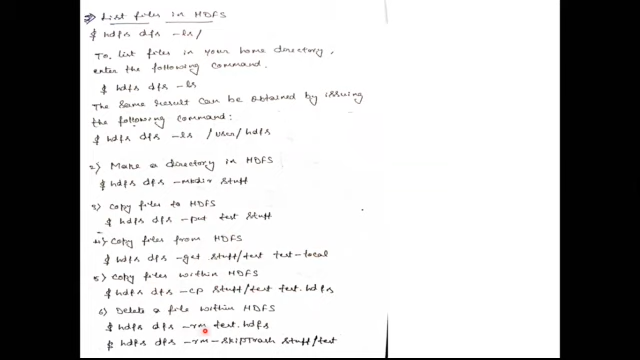 ⇒ List files in HDFS
$ hdfs dfs -ls /
To list files in your home directory,
enter the following command.
$ hdfs dfs -ls
The same result can be obtained by issuing
the following command:
$ hdfs dfs -ls /user/hdfs
2) Make a directory in HDFS
$ hdfs dfs -mkdir stuff
3) Copy files to HDFS
$ hdfs dfs -put test stuff
4) Copy files from HDFS
$ hdfs dfs -get stuff/test test-local
5) Copy files within HDFS
$ hdfs dfs -cp stuff/test test.hdfs
6) Delete a file within HDFS
$ hdfs dfs -rm test.hdfs
$ hdfs dfs -rm -skipTrash stuff/test